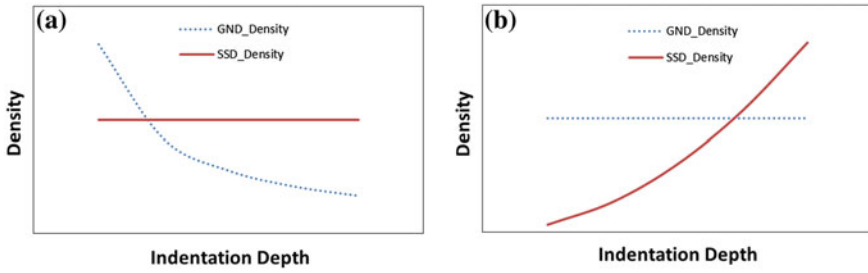 (a)
GND_Density
SSD_Density
Density
Indentation Depth
(b)
GND_Density
SSD_Density
Density
Indentation Depth